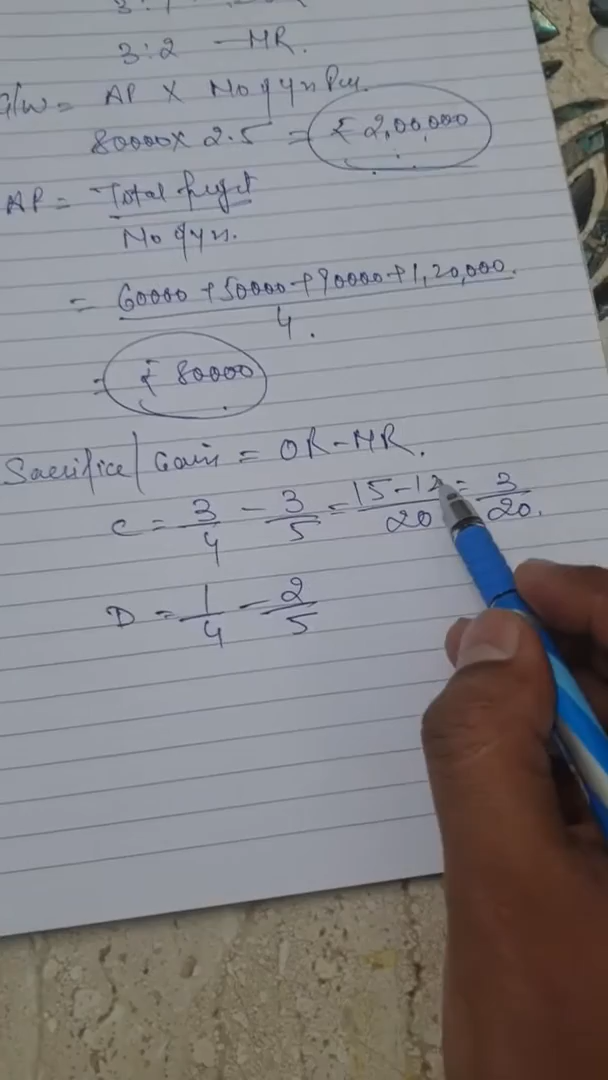 3:2 - NR.
G/W = AP X No of yrs Pur.
80000 X 2.5 = ₹ 2,00,000
AP = Total Profit / No of yrs.
= 60000 + 50000 + 90000 + 1,20,000. / 4.
= ₹ 80000
Sacrifice/Gain = OR - NR.
C = 3/4 - 3/5 = 15-12/20 = 3/20.
D = 1/4 - 2/5